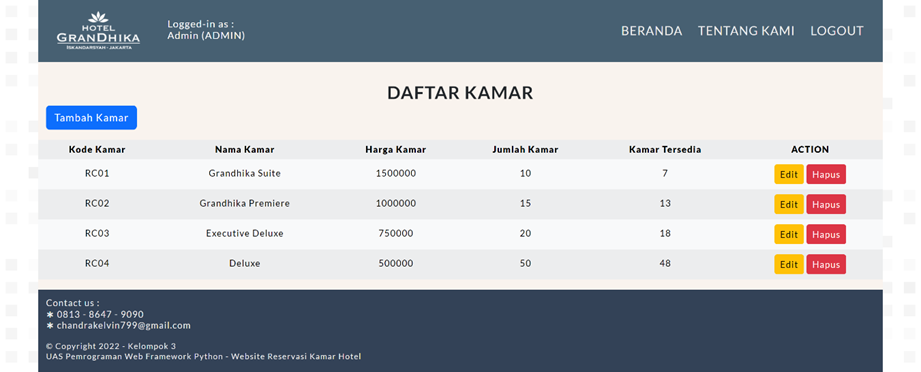 HOTEL
GRANDHIKA
ISKANDARSYAH - JAKARTA
Logged-in as :
Admin (ADMIN)
BERANDA TENTANG KAMI LOGOUT
DAFTAR KAMAR
Tambah Kamar
Kode Kamar Nama Kamar Harga Kamar Jumlah Kamar Kamar Tersedia ACTION
RC01 Grandhika Suite 1500000 10 7 Edit Hapus
RC02 Grandhika Premiere 1000000 15 13 Edit Hapus
RC03 Executive Deluxe 750000 20 18 Edit Hapus
RC04 Deluxe 500000 50 48 Edit Hapus
Contact us :
✱ 0813 - 8647 - 9090
✱ chandrakelvin799@gmail.com
© Copyright 2022 - Kelompok 3
UAS Pemrograman Web Framework Python - Website Reservasi Kamar Hotel